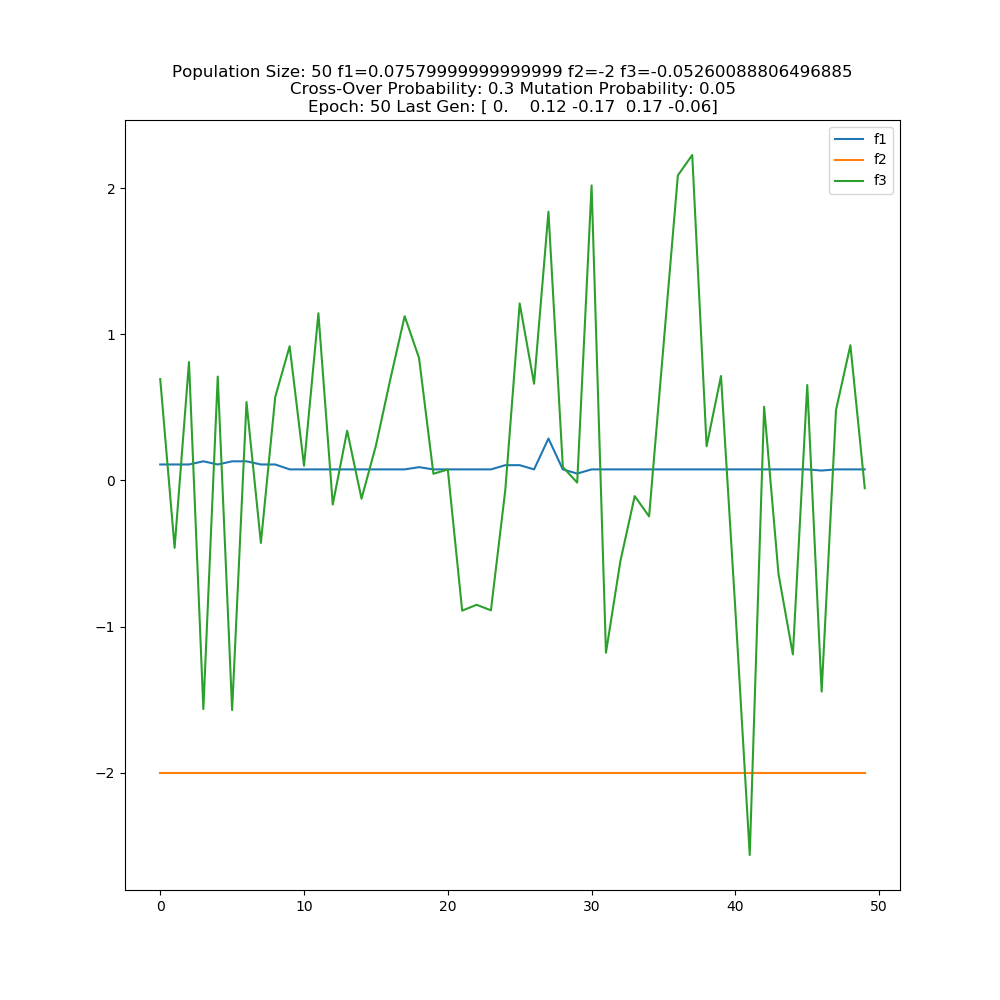 Population Size: 50 f1=0.07579999999999999 f2=-2 f3=-0.05260088806496885
Cross-Over Probability: 0.3 Mutation Probability: 0.05
Epoch: 50 Last Gen: [ 0.    0.12 -0.17  0.17 -0.06]
f1
f2
f3
2
1
0
−1
−2
0 10 20 30 40 50